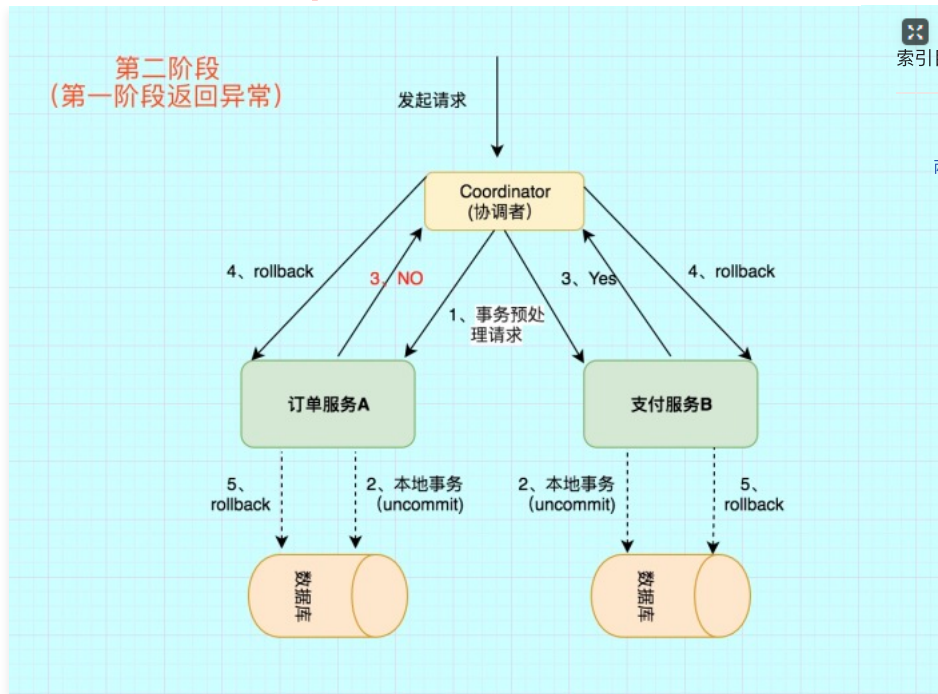 第二阶段
(第一阶段返回异常)
发起请求
索引
Coordinator
(协调者)
4、rollback
3、NO
3、Yes
4、rollback
1、事务预处
理请求
订单服务A
支付服务B
5、
rollback
2、本地事务
(uncommit)
2、本地事务
(uncommit)
5、
rollback
数据库
数据库